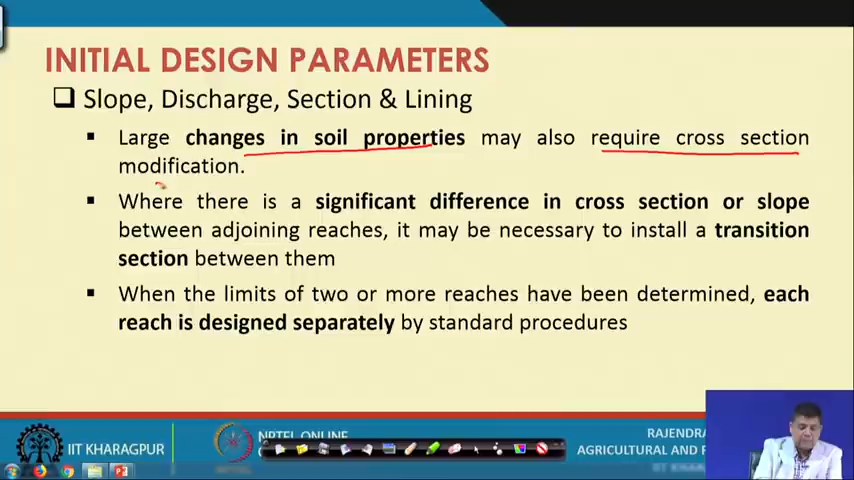 INITIAL DESIGN PARAMETERS
Slope, Discharge, Section & Lining
Large changes in soil properties may also require cross section
modification.
Where there is a significant difference in cross section or slope
between adjoining reaches, it may be necessary to install a transition
section between them
When the limits of two or more reaches have been determined, each
reach is designed separately by standard procedures
IIT KHARAGPUR
NPTEL ONLINE
AGRICULTURAL AND